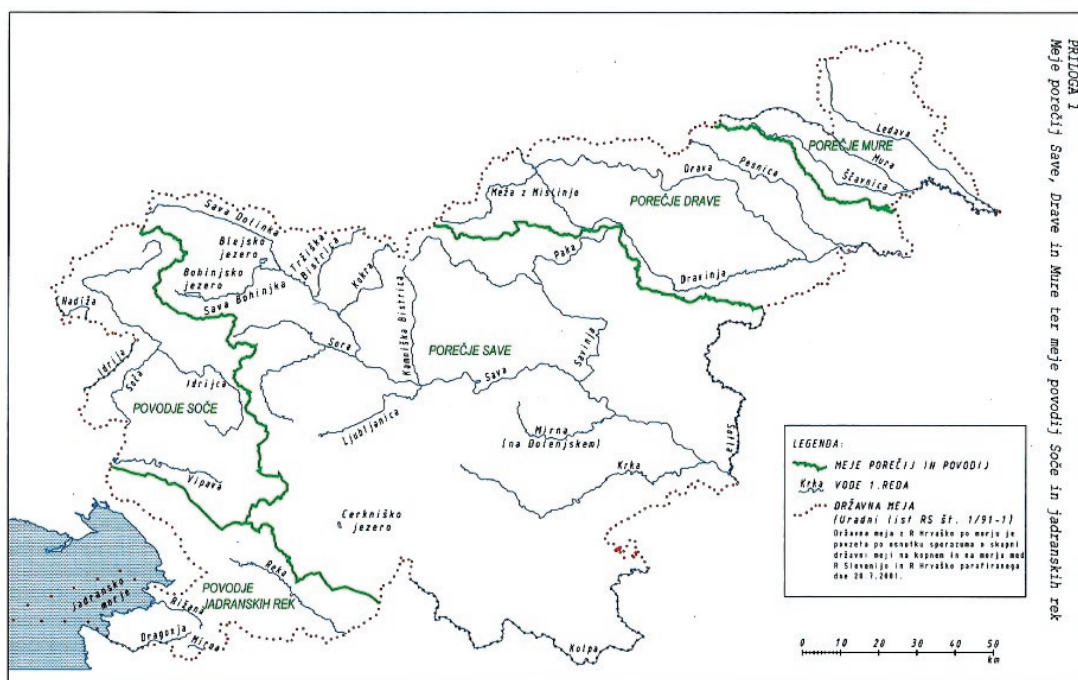 PRILOGA 1
Meje porečij Save, Drave in Mure ter meje povodij Soče in jadranskih rek
Ledava
POREČJE MURE
Mura
Ščavnica
Pesnica
Drava
Meža z Mislinjo
POREČJE DRAVE
Dravinja
Paka
Sava Dolinka
Blejsko
jezero
Tržiška
Bistrica
Bohinjsko
jezero
Kokra
Sava Bohinjka
Kamniška Bistrica
Nadiža
Sora
POREČJE SAVE
Savinja
Sava
Idrija
Soča
Idrijca
POVODJE SOČE
Ljubljanica
Mirna
(na Dolenjskem)
Sotla
Krka
Vipava
Cerkniško
jezero
Reka
POVODJE
JADRANSKIH REK
Jadransko
morje
Rižana
Dragonja
Mirna
Kolpa
LEGENDA:
MEJE POREČIJ IN POVODIJ
Krka
VODE 1.REDA
DRŽAVNA MEJA
(Uradni list RS št. 1/91-1)
Državna meja z R Hrvaško po morju je
povzeta po osnutku sporazuma o skupni
državni meji na kopnem in na morju med
R Slovenijo in R Hrvaško parafiranega
dne 20.7.2001.
0 10 20 30 40 50
km